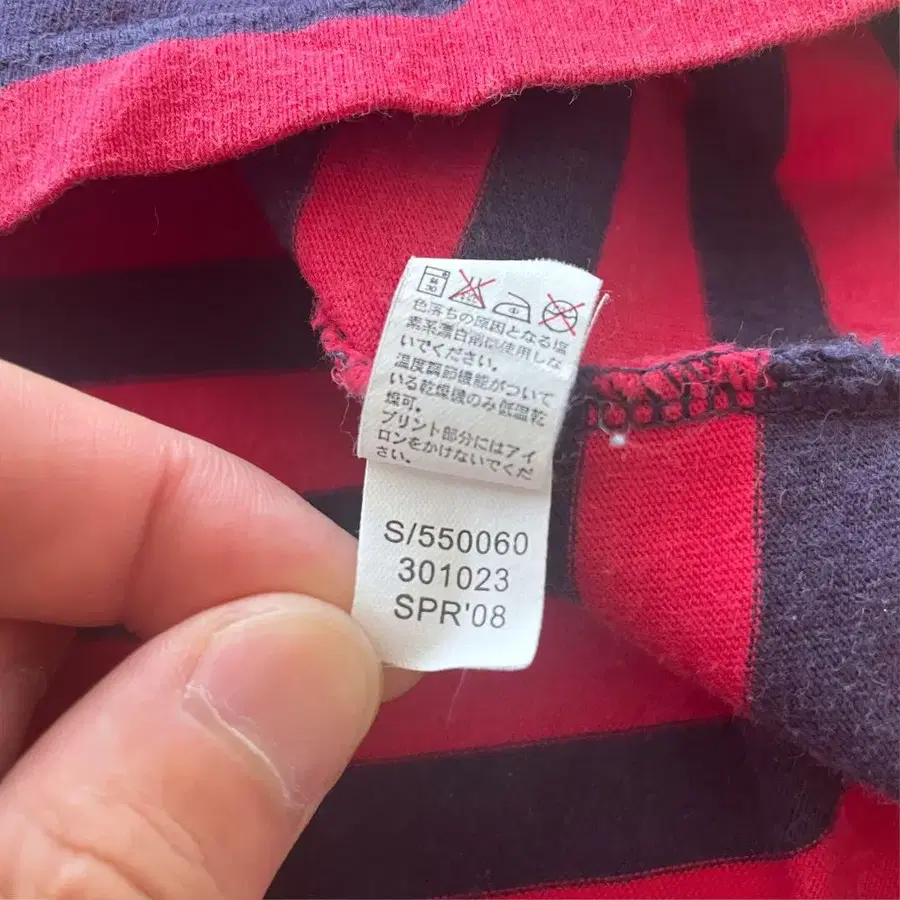 色落ちの原因となる塩
素系漂白剤は使用しな
いでください。
温度調節機能がついて
いる乾燥機のみ低温乾
燥可。
プリント部分にはアイ
ロンをかけないでくだ
さい。
S/550060
301023
SPR'08